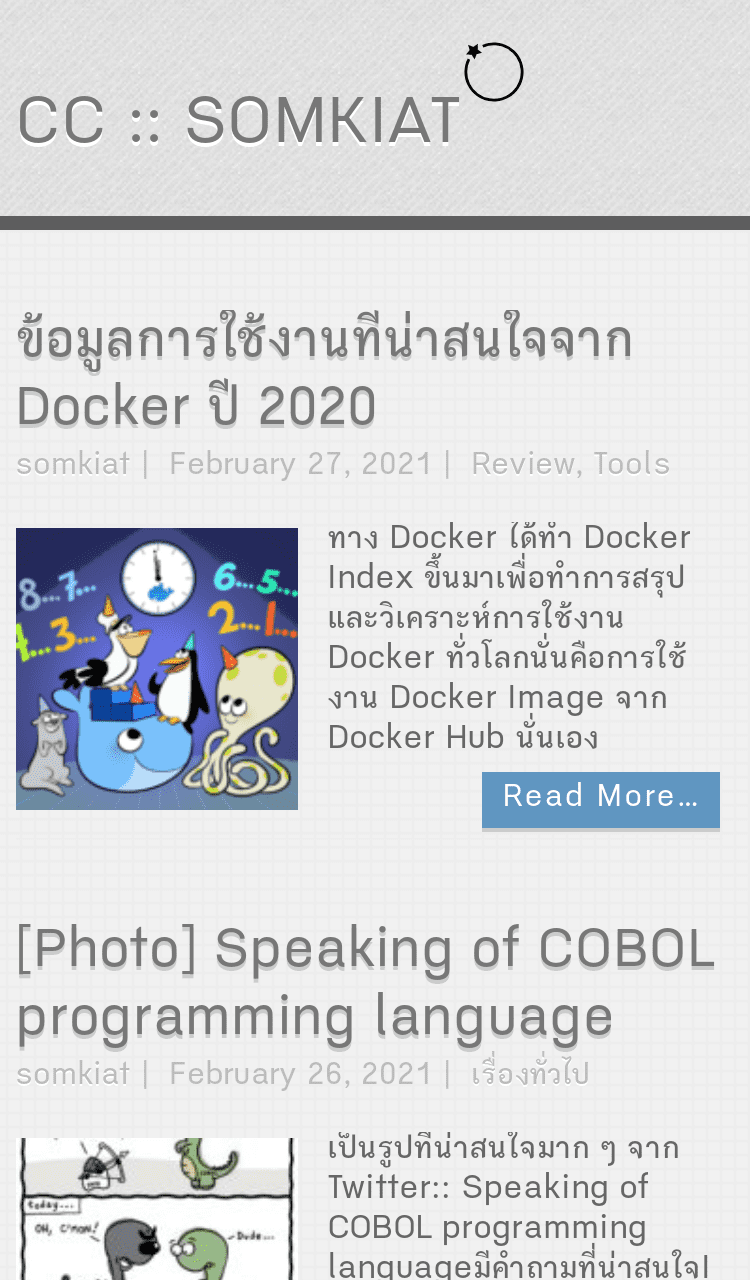 CC :: SOMKIAT
ข้อมูลการใช้งานที่น่าสนใจจาก
Docker ปี 2020
somkiat | February 27, 2021 | Review, Tools
8...7... 6...5...
4...3... 2...1...
ทาง Docker ได้ทำ Docker
Index ขึ้นมาเพื่อทำการสรุป
และวิเคราะห์การใช้งาน
Docker ทั่วโลกนั่นคือการใช้
งาน Docker Image จาก
Docker Hub นั่นเอง
Read More…
[Photo] Speaking of COBOL
programming language
somkiat | February 26, 2021 | เรื่องทั่วไป
today...
OH, C'MON!
Dude...
เป็นรูปที่น่าสนใจมาก ๆ จาก
Twitter:: Speaking of
COBOL programming
languageมีคำถามที่น่าสนใจ!